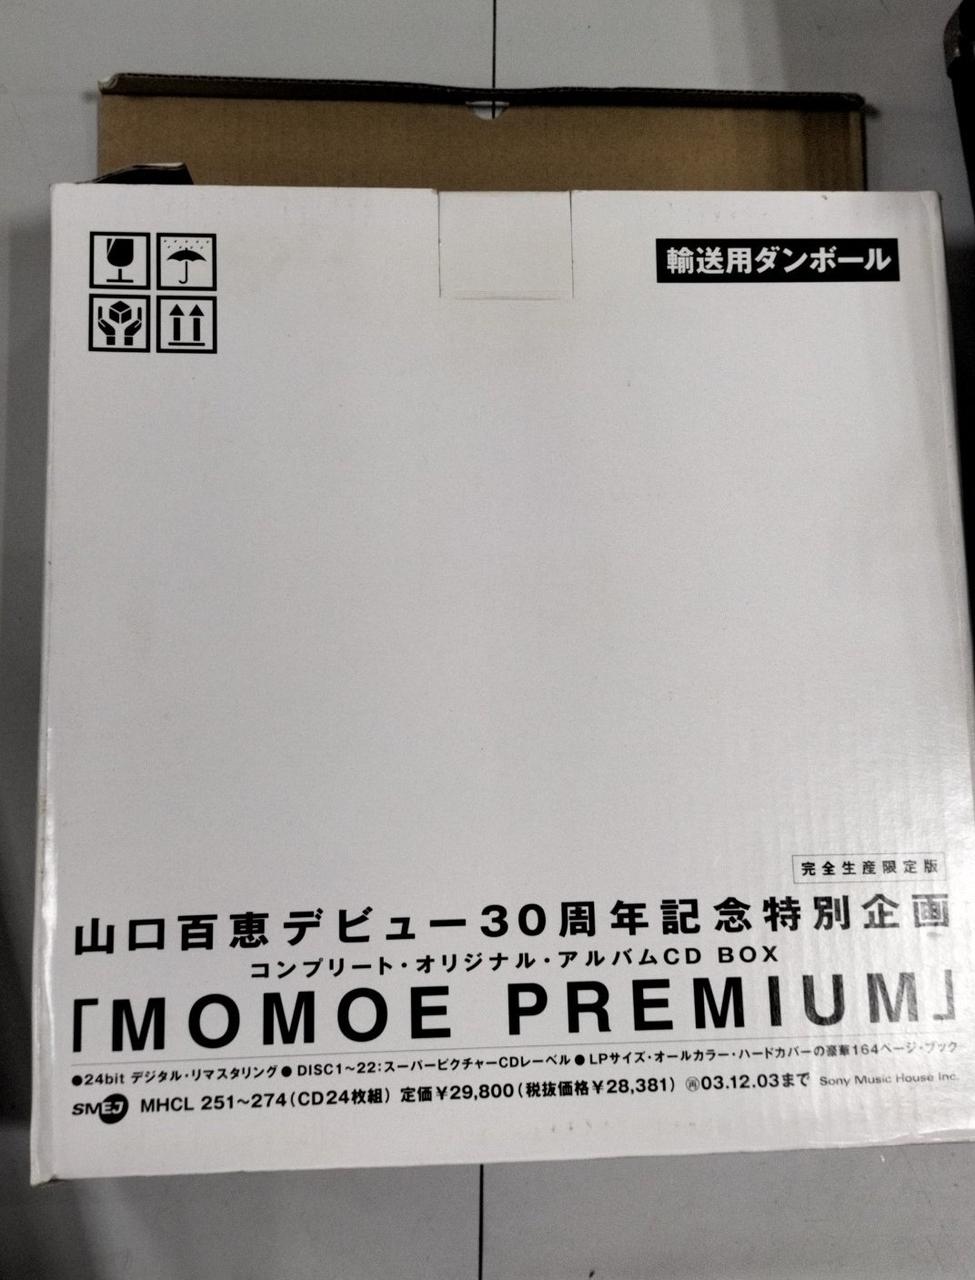 輸送用ダンボール
完全生産限定版
山口百恵デビュー30周年記念特別企画
コンプリート・オリジナル・アルバムCD BOX
「MOMOE PREMIUM」
●24bit デジタル・リマスタリング● DISC1~22:スーパーピクチャーCDレーベル● LPサイズ・オールカラー・ハードカバーの豪華164ページ・ブック
SMEJ MHCL 251~274(CD24枚組) 定価¥29,800(税抜価格¥28,381) ㊞03.12.03まで Sony Music House Inc.